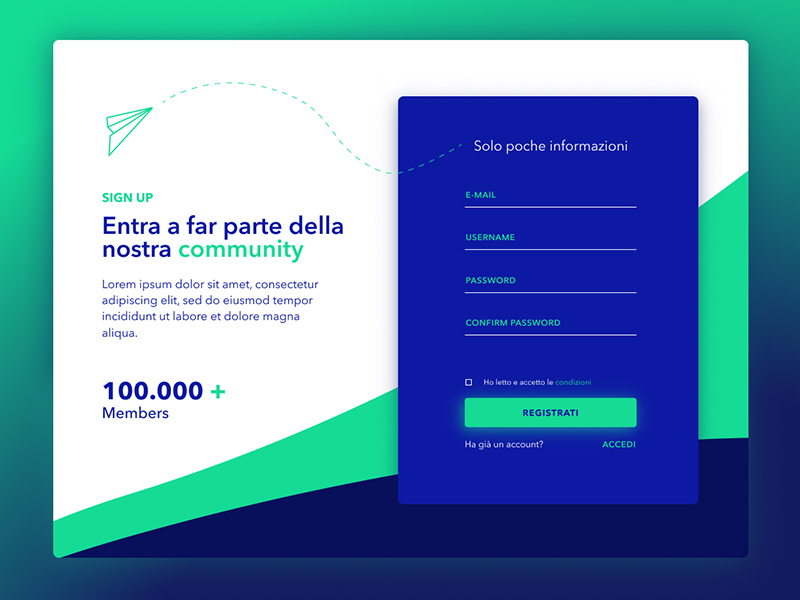 SIGN UP
Entra a far parte della
nostra community
Lorem ipsum dolor sit amet, consectetur
adipiscing elit, sed do eiusmod tempor
incididunt ut labore et dolore magna
aliqua.
100.000 +
Members
Solo poche informazioni
E-MAIL
USERNAME
PASSWORD
CONFIRM PASSWORD
Ho letto e accetto le condizioni
REGISTRATI
Ha già un account? ACCEDI